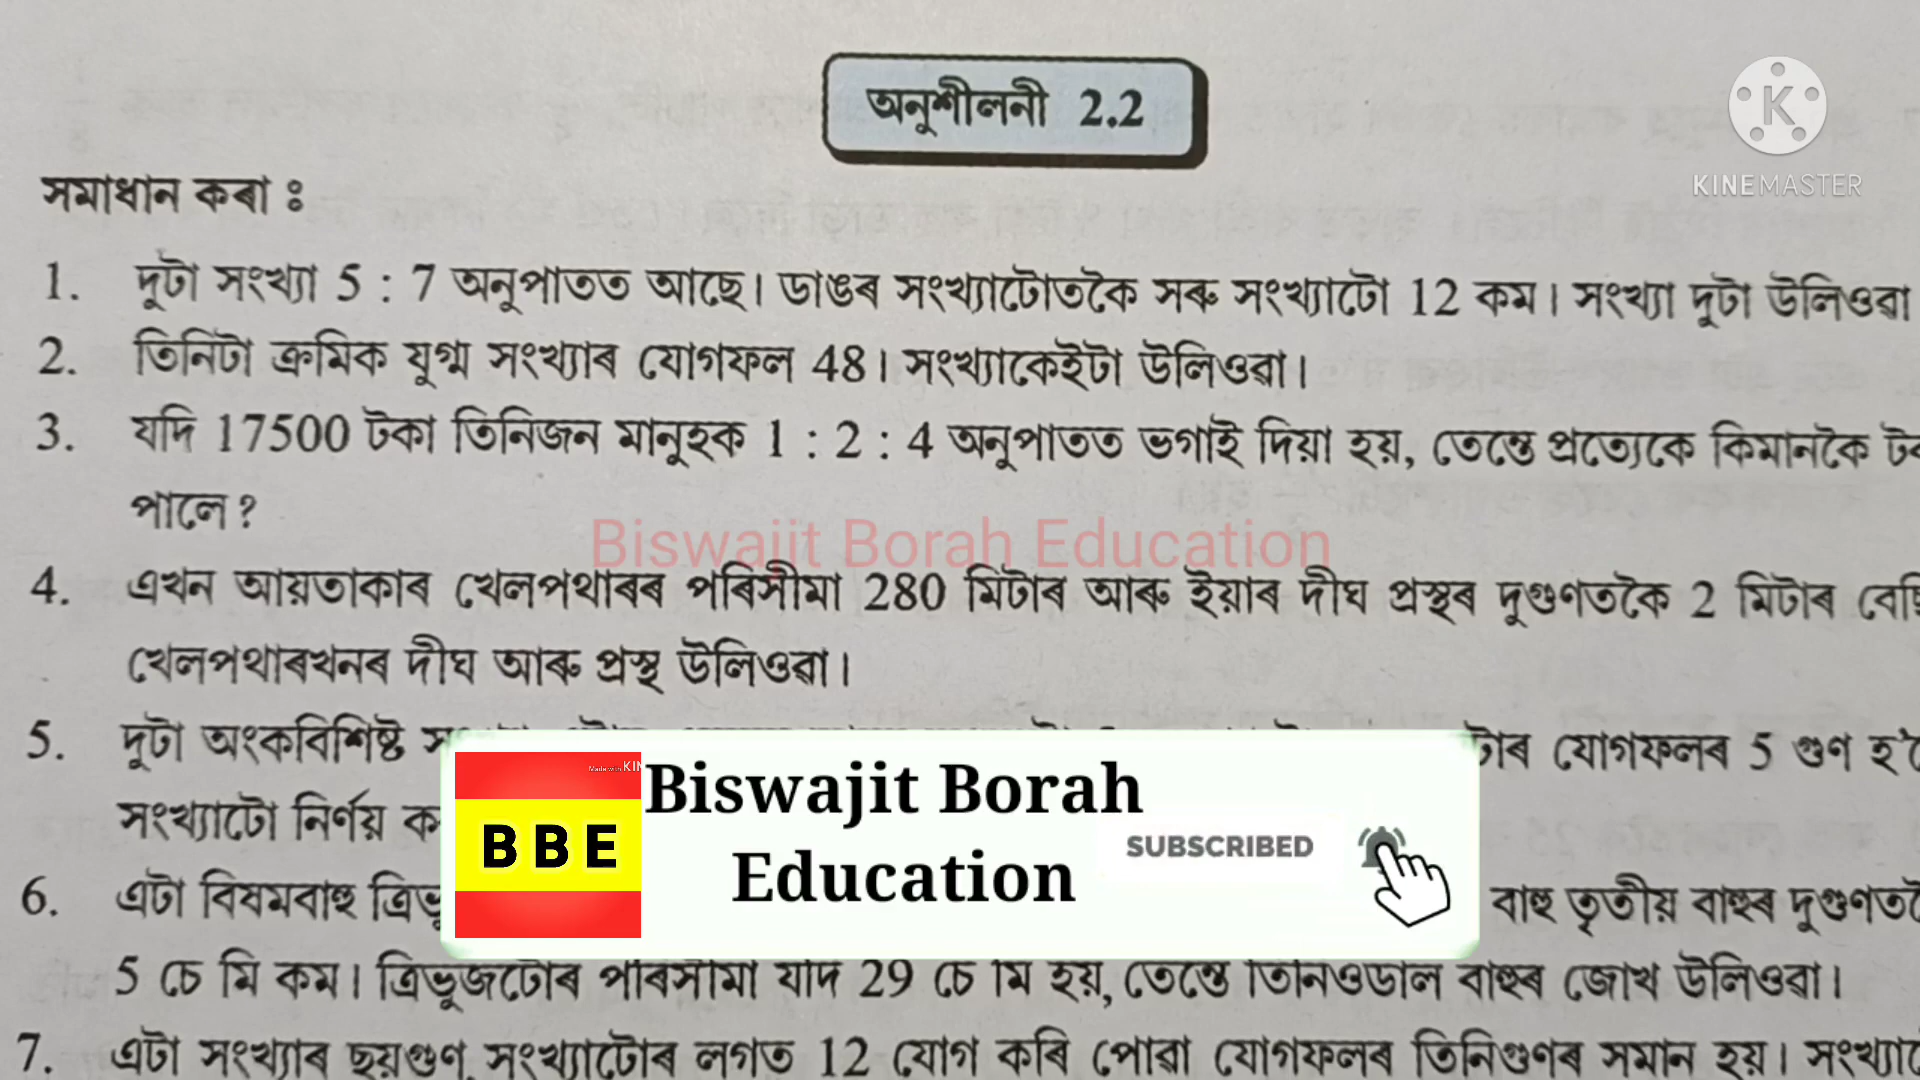 অনুশীলনী 2.2
KINEMASTER
সমাধান কৰা ঃ
1. দুটা সংখ্যা 5 : 7 অনুপাতত আছে। ডাঙৰ সংখ্যাটোতকৈ সৰু সংখ্যাটো 12 কম। সংখ্যা দুটা উলিওৱা
2. তিনিটা ক্ৰমিক যুগ্ম সংখ্যাৰ যোগফল 48। সংখ্যাকেইটা উলিওৱা।
3. যদি 17500 টকা তিনিজন মানুহক 1 : 2 : 4 অনুপাতত ভগাই দিয়া হয়, তেন্তে প্ৰত্যেকে কিমানকৈ
পালে?
Biswajit Borah Education
4. এখন আয়তাকাৰ খেলপথাৰৰ পৰিসীমা 280 মিটাৰ আৰু ইয়াৰ দীঘ প্ৰস্থৰ দুগুণতকৈ 2 মিটাৰ
খেলপথাৰখনৰ দীঘ আৰু প্ৰস্থ উলিওৱা।
5. দুটা অংকবিশিষ্ট যোগফলৰ 5 গুণ
সংখ্যাটো নিৰ্ণয়
Biswajit Borah
Education
BBE
SUBSCRIBED
6. এটা বিষমবাহু বাহু তৃতীয় বাহুৰ
5 চে মি কম। ত্ৰিভুজটোৰ পৰিসীমা যদি 29 চে মি হয়, তেন্তে তিনিওডাল বাহুৰ জোখ উলিওৱা।
7. এটা সংখ্যাৰ ছয়গুণ সংখ্যাটোৰ লগত 12 যোগ কৰি পোৱা যোগফলৰ তিনিগুণৰ সমান হয়।